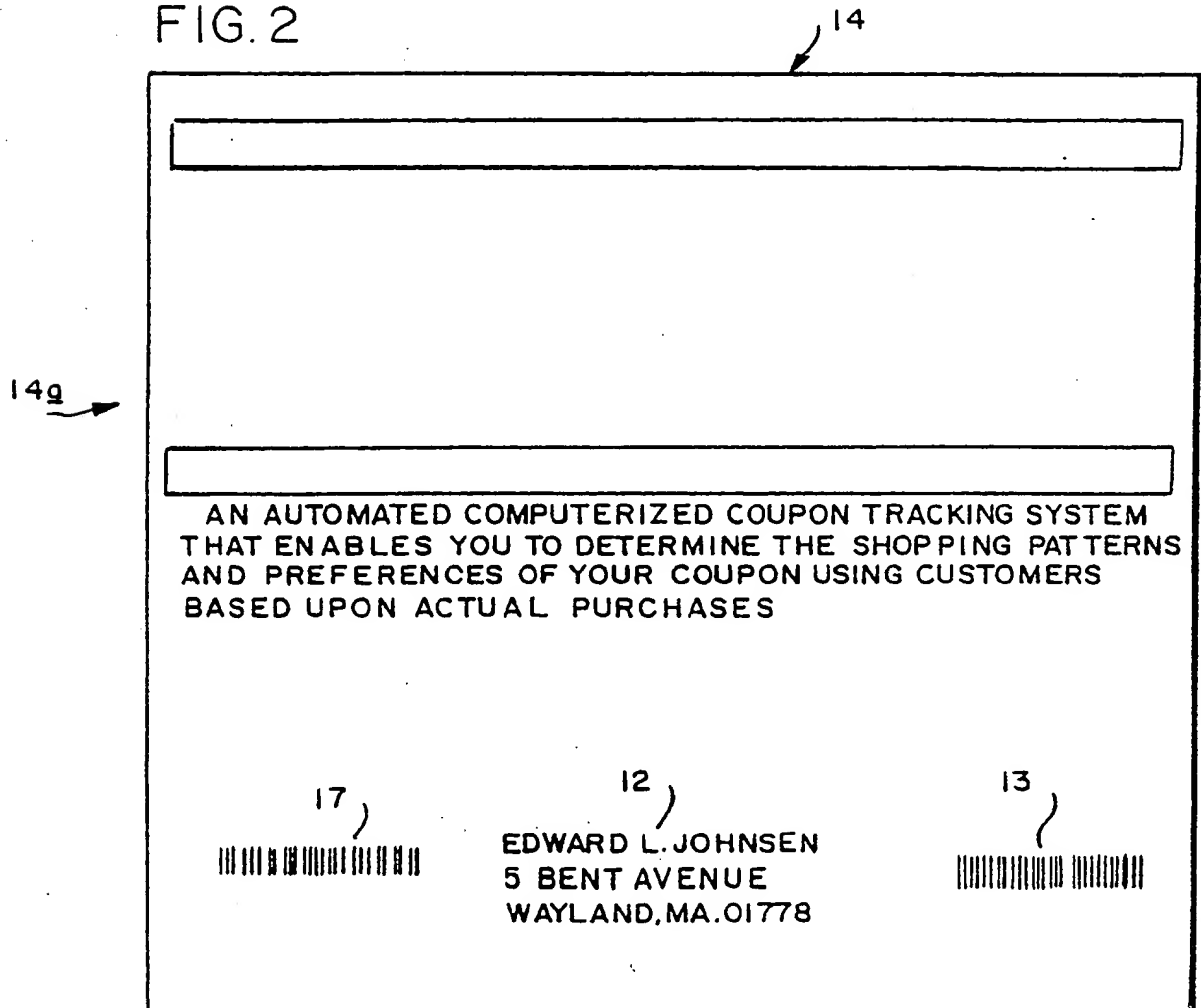 FIG. 2
14
14a
AN AUTOMATED COMPUTERIZED COUPON TRACKING SYSTEM
THAT ENABLES YOU TO DETERMINE THE SHOPPING PATTERNS
AND PREFERENCES OF YOUR COUPON USING CUSTOMERS
BASED UPON ACTUAL PURCHASES
17
12
13
EDWARD L. JOHNSEN
5 BENT AVENUE
WAYLAND, MA. 01778